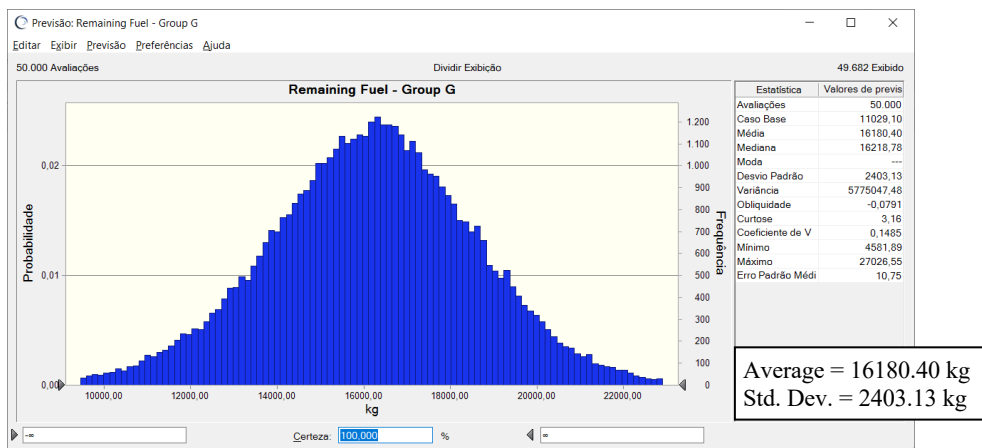 Previsão: Remaining Fuel - Group G
Editar Exibir Previsão Preferências Ajuda
50.000 Avaliações Dividir Exibição 49.682 Exibido
Remaining Fuel - Group G
Probabilidade
0,02
0,01
0,00
1.200
1.100
1.000
900
800
700
600
500
400
300
200
100
0
Frequência
10000,00 12000,00 14000,00 16000,00 18000,00 20000,00 22000,00
kg
Estatística Valores de previs
Avaliações 50.000
Caso Base 11029,10
Média 16180,40
Mediana 16218,78
Moda ---
Desvio Padrão 2403,13
Variância 5775047,48
Obliquidade -0,0791
Curtose 3,16
Coeficiente de V 0,1485
Mínimo 4581,89
Máximo 27026,55
Erro Padrão Médi 10,75
Average = 16180.40 kg
Std. Dev. = 2403.13 kg
-∞ Certeza: 100,000 % ∞